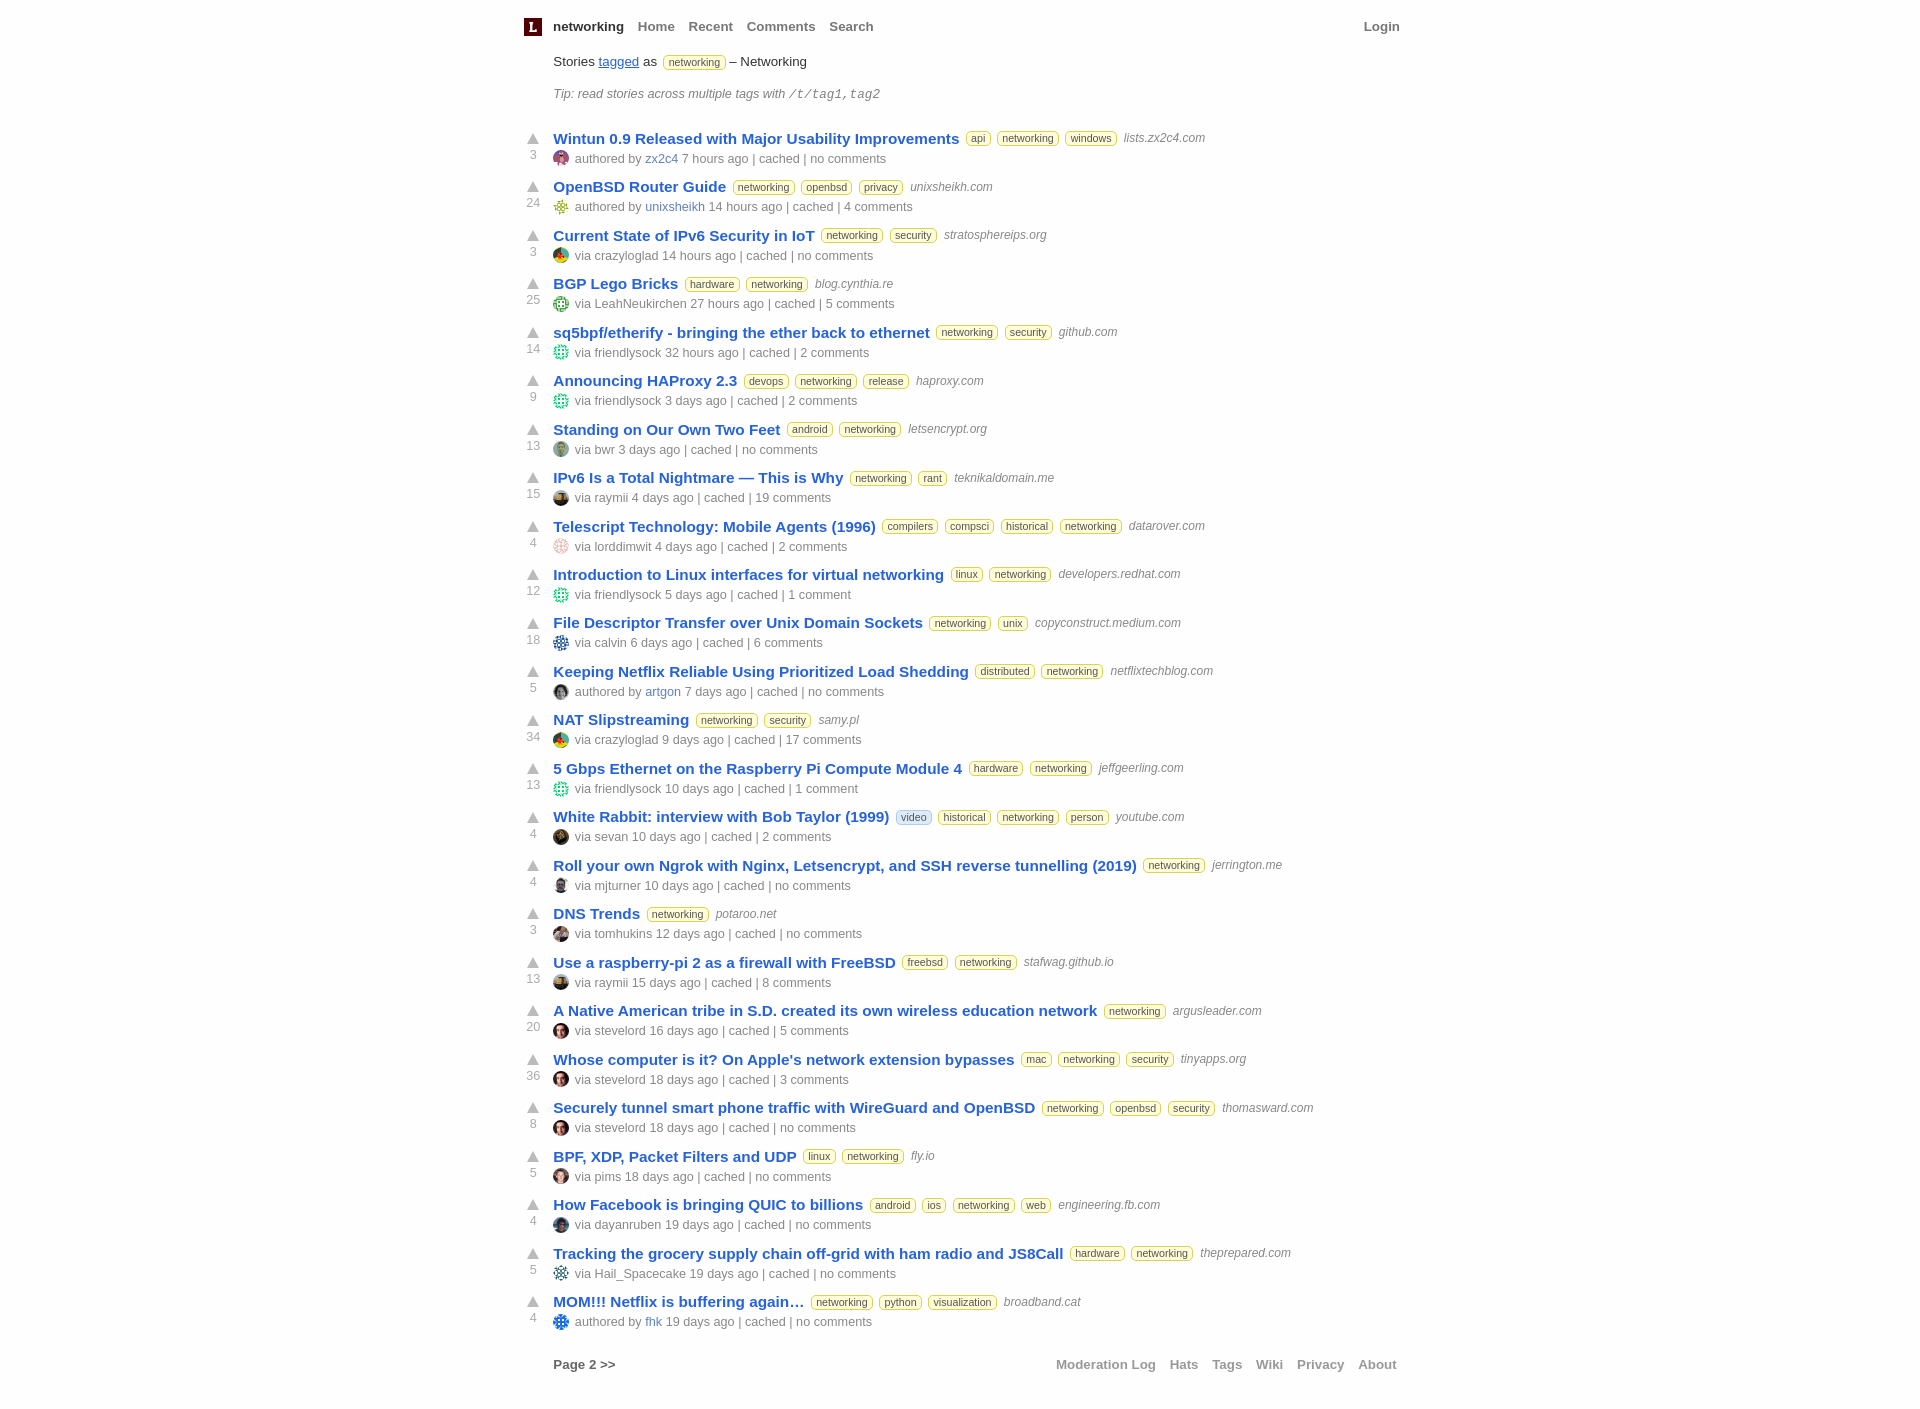 L networking Home Recent Comments Search Login
Stories tagged as networking – Networking
Tip: read stories across multiple tags with /t/tag1,tag2
Wintun 0.9 Released with Major Usability Improvements api networking windows lists.zx2c4.com
3 authored by zx2c4 7 hours ago | cached | no comments
OpenBSD Router Guide networking openbsd privacy unixsheikh.com
24 authored by unixsheikh 14 hours ago | cached | 4 comments
Current State of IPv6 Security in IoT networking security stratosphereips.org
3 via crazyloglad 14 hours ago | cached | no comments
BGP Lego Bricks hardware networking blog.cynthia.re
25 via LeahNeukirchen 27 hours ago | cached | 5 comments
sq5bpf/etherify - bringing the ether back to ethernet networking security github.com
14 via friendlysock 32 hours ago | cached | 2 comments
Announcing HAProxy 2.3 devops networking release haproxy.com
9 via friendlysock 3 days ago | cached | 2 comments
Standing on Our Own Two Feet android networking letsencrypt.org
13 via bwr 3 days ago | cached | no comments
IPv6 Is a Total Nightmare — This is Why networking rant teknikaldomain.me
15 via raymii 4 days ago | cached | 19 comments
Telescript Technology: Mobile Agents (1996) compilers compsci historical networking datarover.com
4 via lorddimwit 4 days ago | cached | 2 comments
Introduction to Linux interfaces for virtual networking linux networking developers.redhat.com
12 via friendlysock 5 days ago | cached | 1 comment
File Descriptor Transfer over Unix Domain Sockets networking unix copyconstruct.medium.com
18 via calvin 6 days ago | cached | 6 comments
Keeping Netflix Reliable Using Prioritized Load Shedding distributed networking netflixtechblog.com
5 authored by artgon 7 days ago | cached | no comments
NAT Slipstreaming networking security samy.pl
34 via crazyloglad 9 days ago | cached | 17 comments
5 Gbps Ethernet on the Raspberry Pi Compute Module 4 hardware networking jeffgeerling.com
13 via friendlysock 10 days ago | cached | 1 comment
White Rabbit: interview with Bob Taylor (1999) video historical networking person youtube.com
4 via sevan 10 days ago | cached | 2 comments
Roll your own Ngrok with Nginx, Letsencrypt, and SSH reverse tunnelling (2019) networking jerrington.me
4 via mjturner 10 days ago | cached | no comments
DNS Trends networking potaroo.net
3 via tomhukins 12 days ago | cached | no comments
Use a raspberry-pi 2 as a firewall with FreeBSD freebsd networking stafwag.github.io
13 via raymii 15 days ago | cached | 8 comments
A Native American tribe in S.D. created its own wireless education network networking argusleader.com
20 via stevelord 16 days ago | cached | 5 comments
Whose computer is it? On Apple's network extension bypasses mac networking security tinyapps.org
36 via stevelord 18 days ago | cached | 3 comments
Securely tunnel smart phone traffic with WireGuard and OpenBSD networking openbsd security thomasward.com
8 via stevelord 18 days ago | cached | no comments
BPF, XDP, Packet Filters and UDP linux networking fly.io
5 via pims 18 days ago | cached | no comments
How Facebook is bringing QUIC to billions android ios networking web engineering.fb.com
4 via dayanruben 19 days ago | cached | no comments
Tracking the grocery supply chain off-grid with ham radio and JS8Call hardware networking theprepared.com
5 via Hail_Spacecake 19 days ago | cached | no comments
MOM!!! Netflix is buffering again… networking python visualization broadband.cat
4 authored by fhk 19 days ago | cached | no comments
Page 2 >> Moderation Log Hats Tags Wiki Privacy About